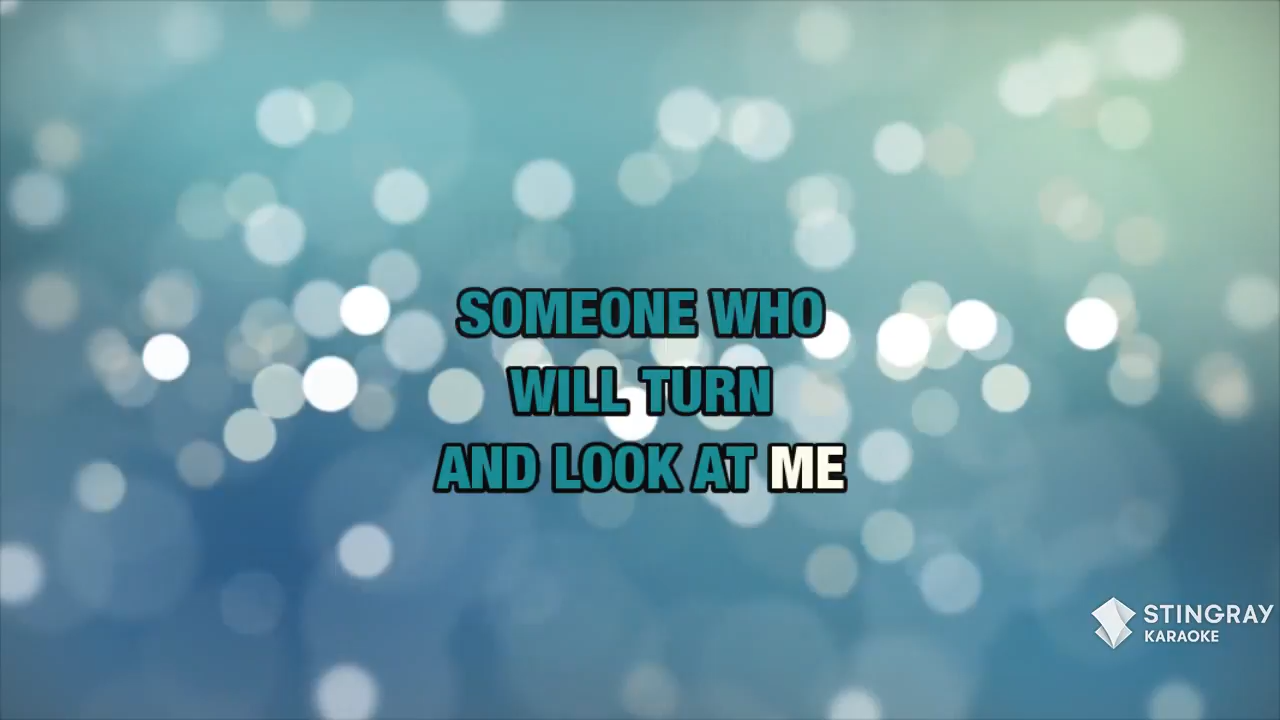 SOMEONE WHO
WILL TURN
AND LOOK AT ME
STINGRAY
KARAOKE